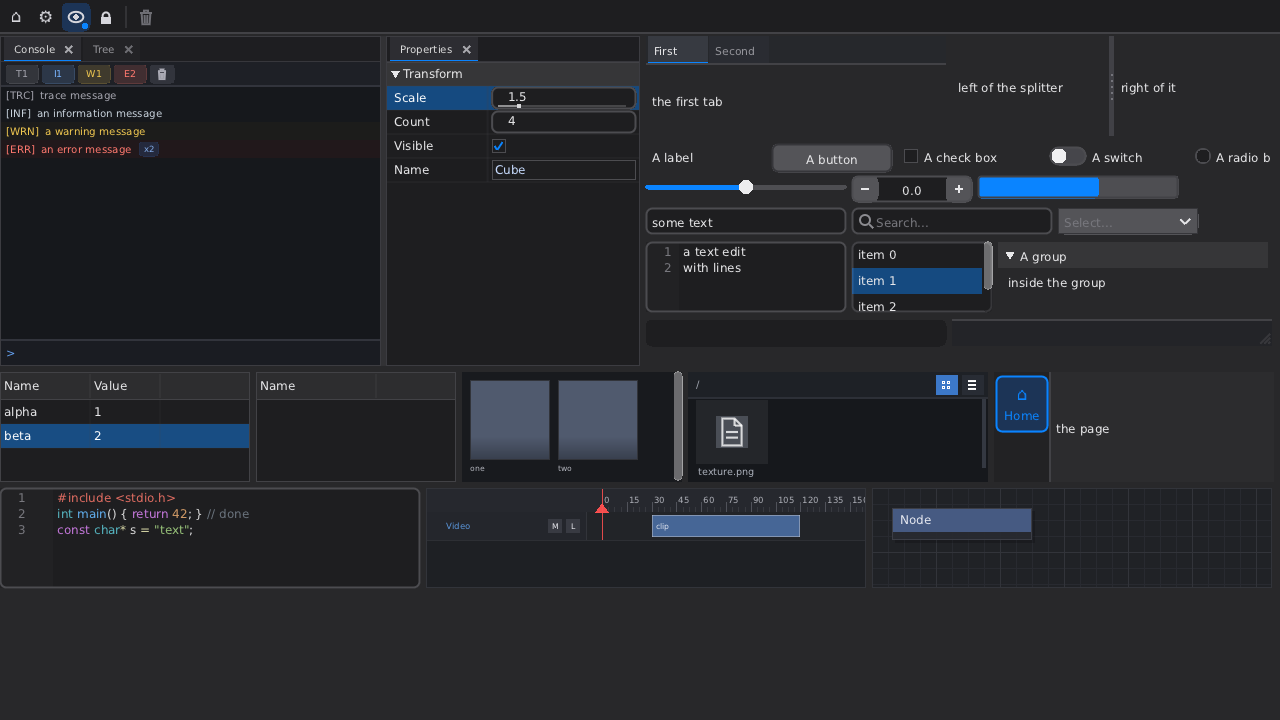 Console
Tree
T1 I1 W1 E2
[TRC] trace message
[INF] an information message
[WRN] a warning message
[ERR] an error message x2
>
Properties
Transform
Scale 1.5
Count 4
Visible
Name Cube
First Second
the first tab
left of the splitter
right of it
A label
A button
A check box
A switch
A radio b
0.0
some text
Search...
Select...
1 a text edit
2 with lines
item 0
item 1
item 2
A group
inside the group
Name Value
alpha 1
beta 2
Name
one
two
/
texture.png
Home
the page
1 #include <stdio.h>
2 int main() { return 42; } // done
3 const char* s = "text";
0 15 30 45 60 75 90 105 120 135 150
Video M L
clip
Node